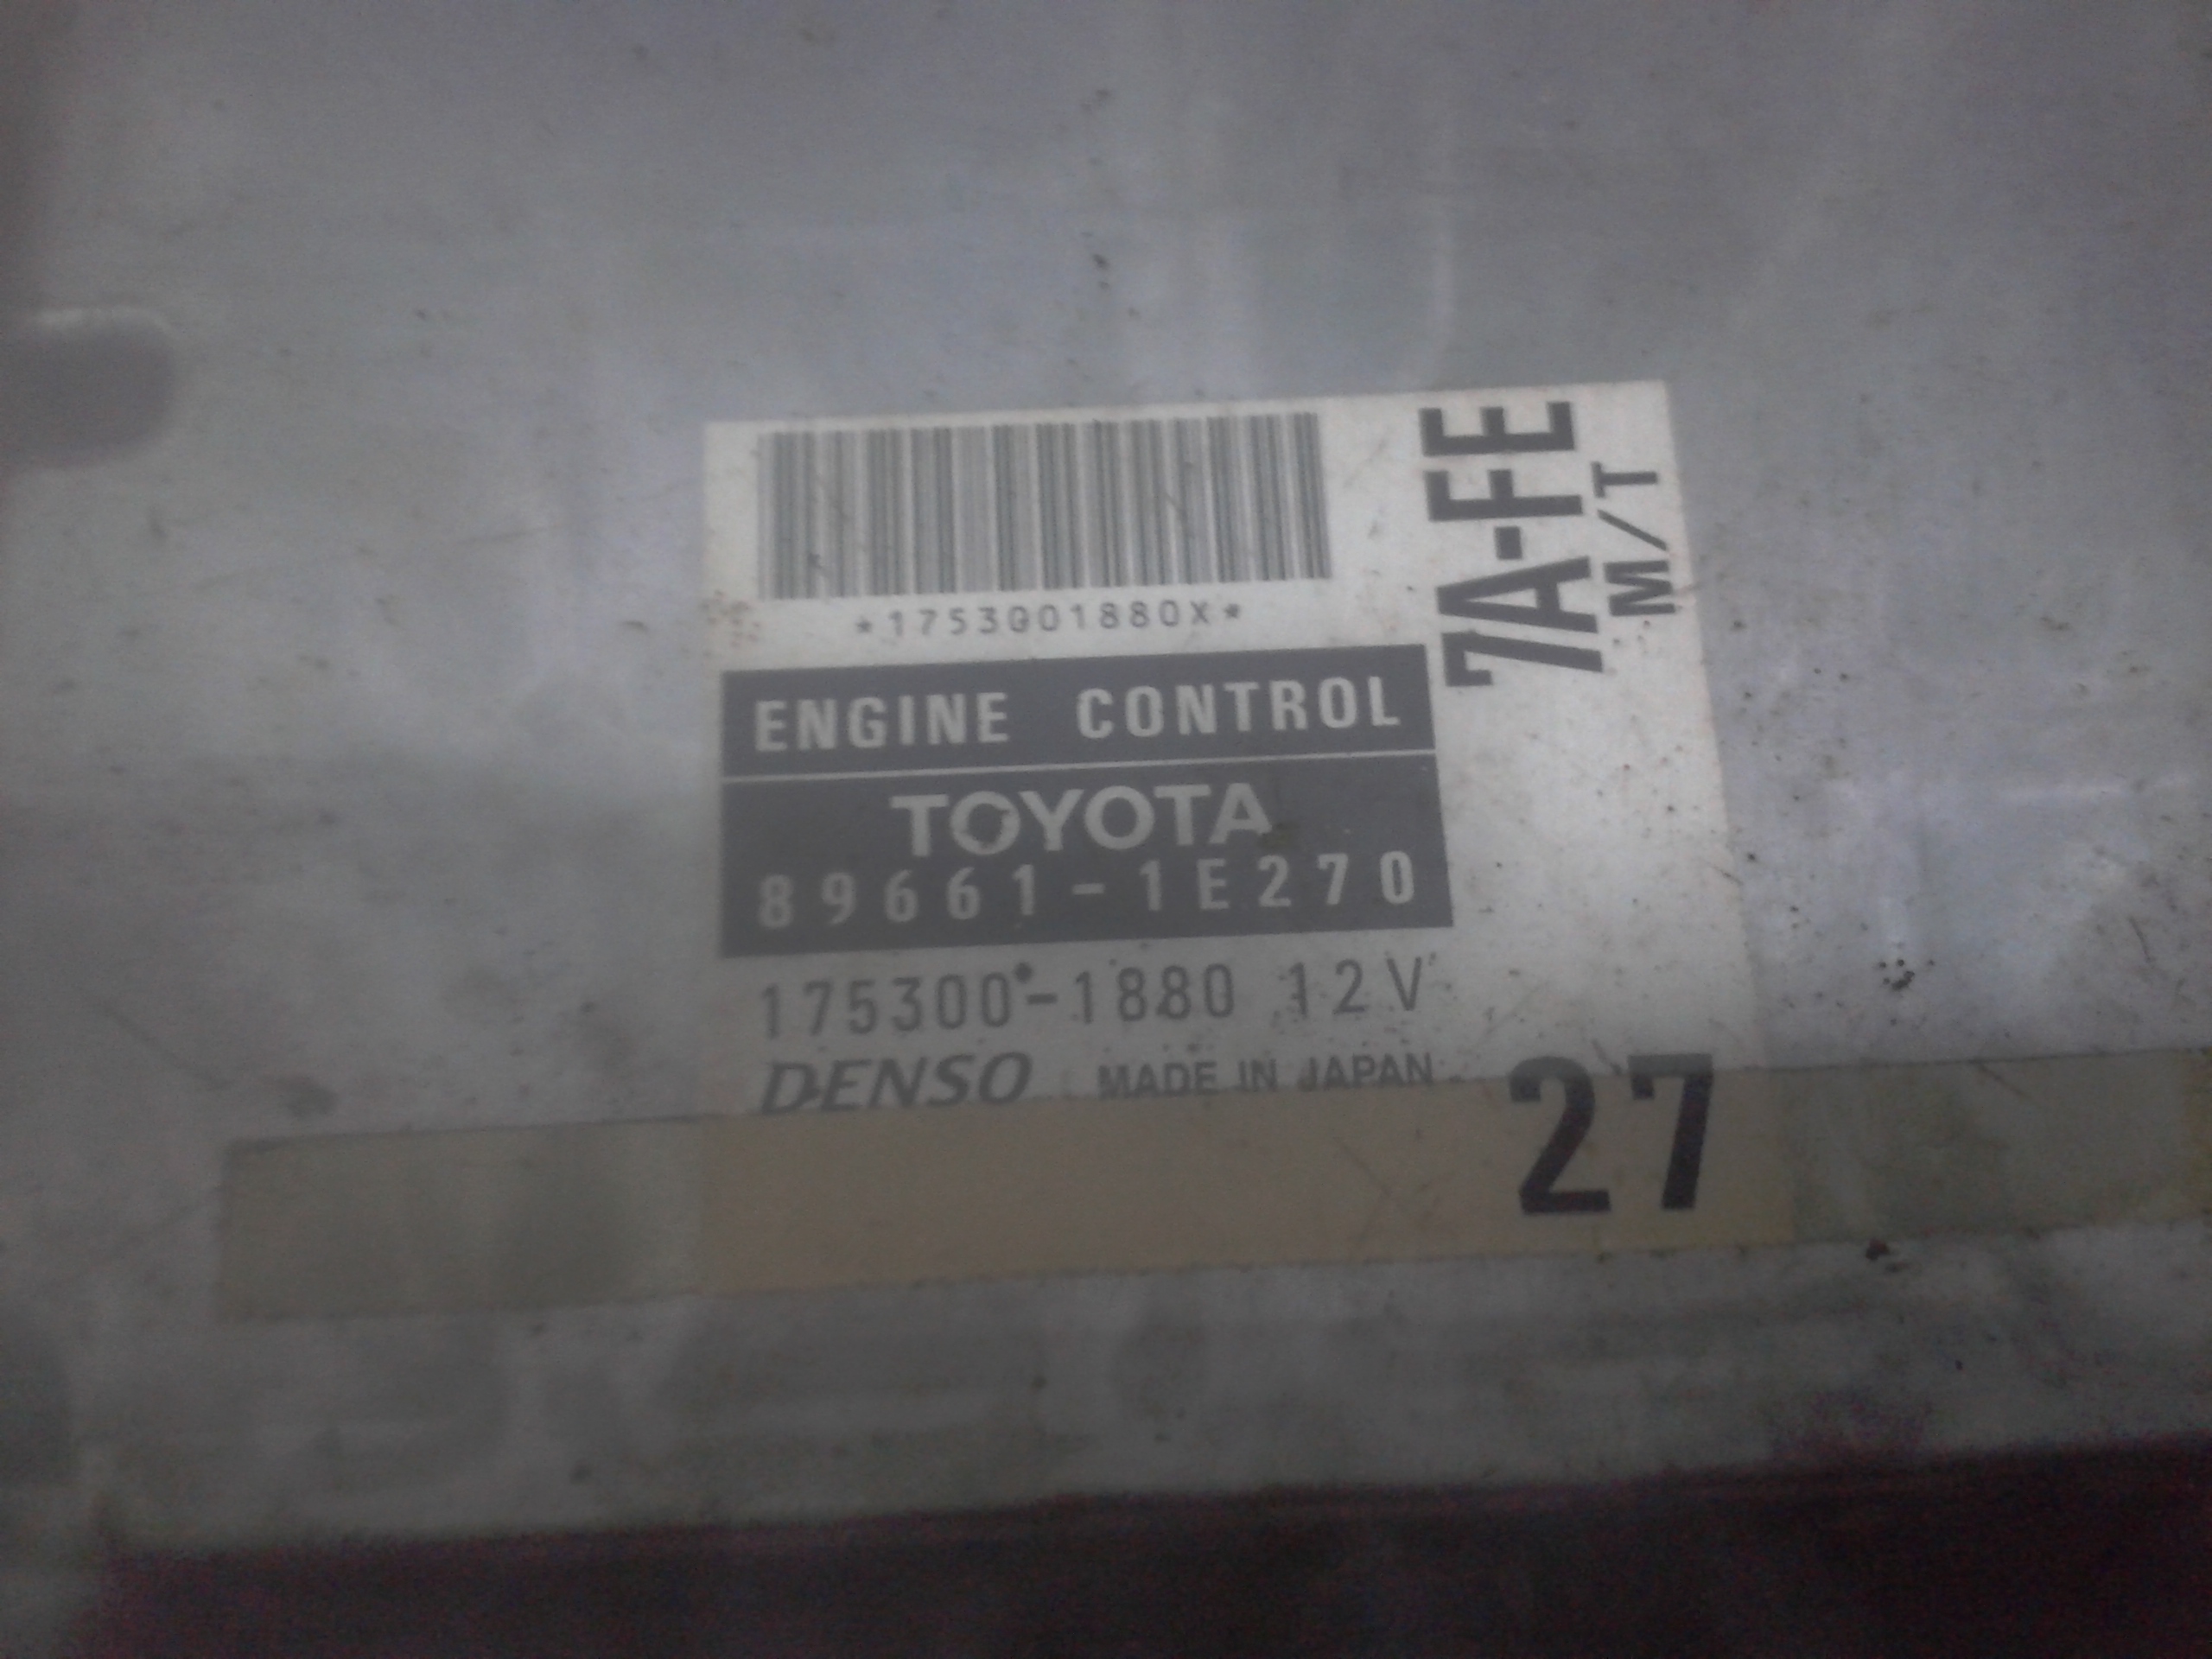 *1753001880X*
7A-FE
M/T
ENGINE CONTROL
TOYOTA
89661-1E270
175300-1880 12V
DENSO MADE IN JAPAN
27